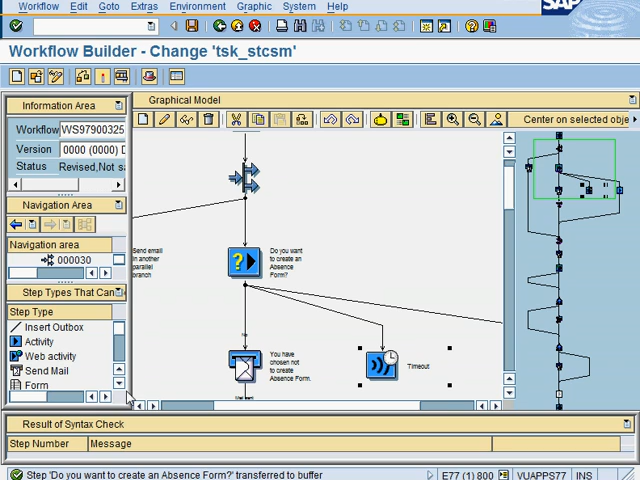 Workflow Edit Goto Extras Environment Graphic System Help
SAP
Workflow Builder - Change 'tsk_stcsm'
Information Area
Workflow WS97900325
Version 0000 (0000) D
Status Revised,Not sa
Navigation Area
Navigation area
000030
Step Types That Can
Step Type
Insert Outbox
Activity
Web activity
Send Mail
Form
Graphical Model
Center on selected obje
Send email
in another
parallel
branch
Do you want
to create an
Absence
Form?
No
You have
chosen not
to create
Absence Form.
Timeout
Result of Syntax Check
Step Number Message
Step 'Do you want to create an Absence Form?' transferred to buffer
E77 (1) 800 VUAPPS77 INS